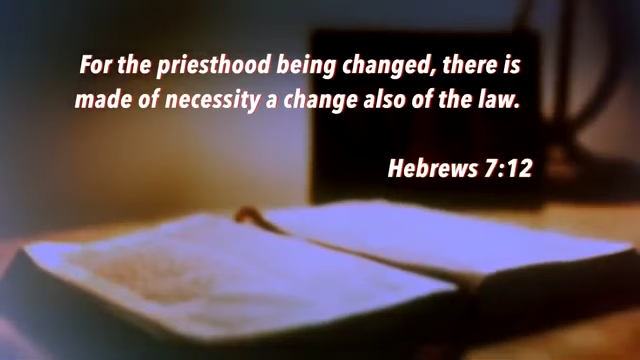 For the priesthood being changed, there is
made of necessity a change also of the law.
Hebrews 7:12